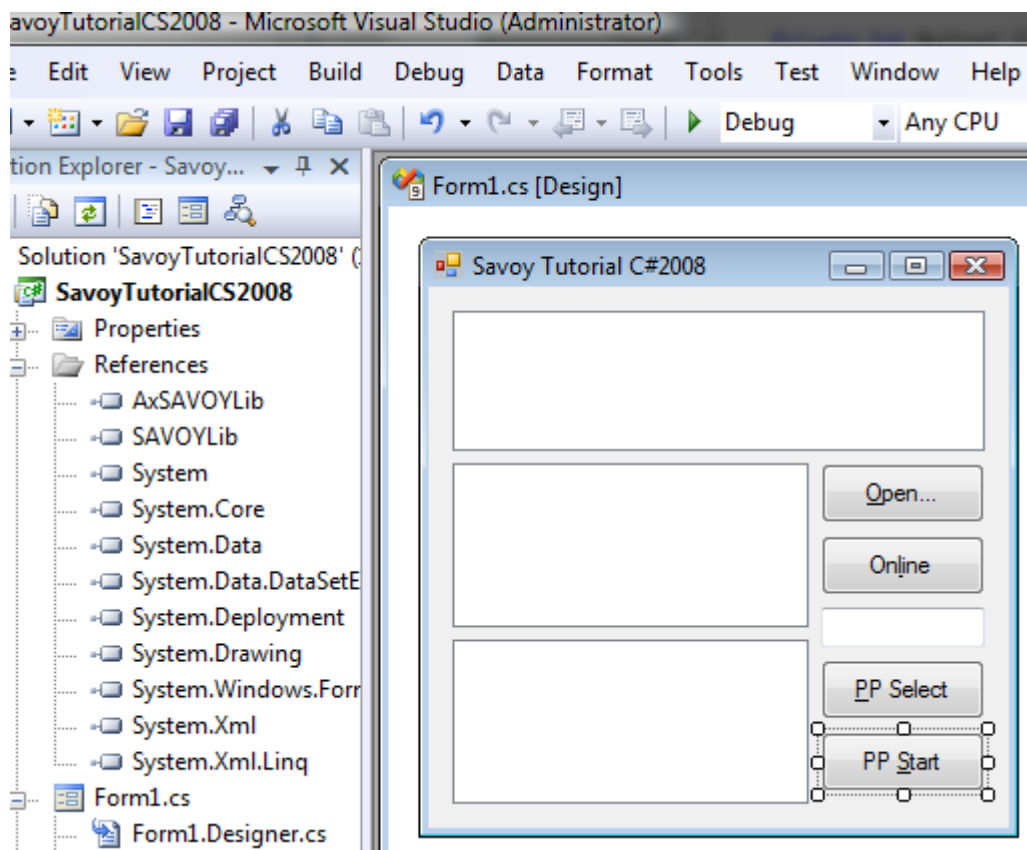 avoyTutorialCS2008 - Microsoft Visual Studio (Administrator)
e Edit View Project Build Debug Data Format Tools Test Window Help
Debug Any CPU
tion Explorer - Savoy...
Form1.cs [Design]
Solution 'SavoyTutorialCS2008' (
Savoy Tutorial C#2008
SavoyTutorialCS2008
Properties
References
AxSAVOYLib
SAVOYLib
System
Open...
System.Core
System.Data
Online
System.Data.DataSetE
System.Deployment
System.Drawing
System.Windows.Forr
PP Select
System.Xml
System.Xml.Linq
PP Start
Form1.cs
Form1.Designer.cs